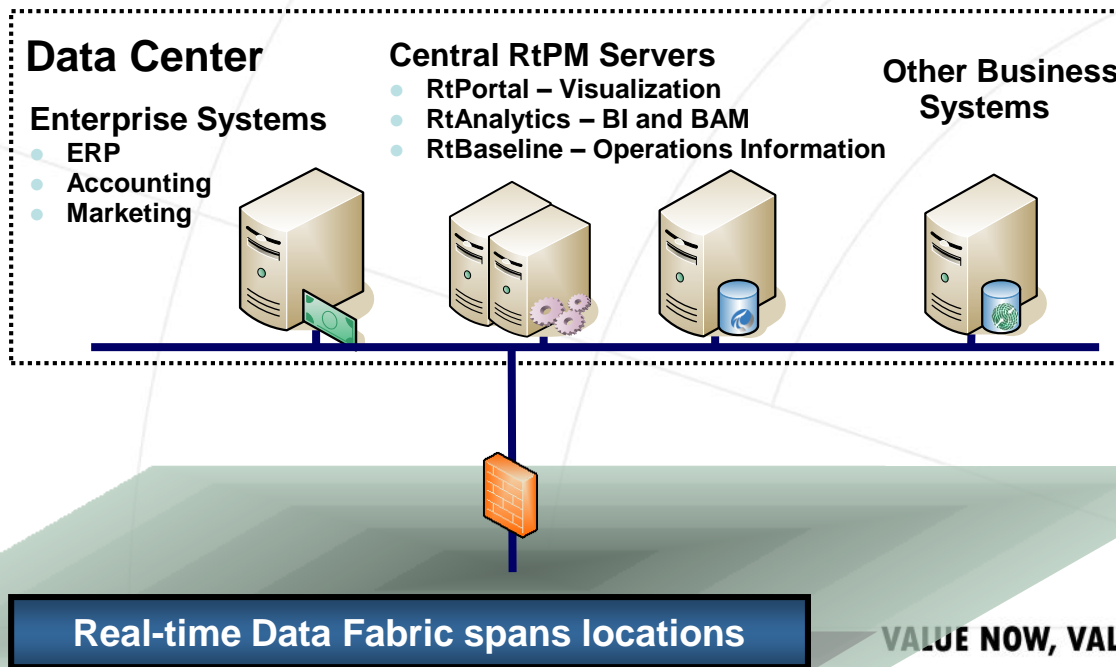 Data Center
Enterprise Systems
ERP
Accounting
Marketing
Central RtPM Servers
RtPortal – Visualization
RtAnalytics – BI and BAM
RtBaseline – Operations Information
Other Business
Systems
Real-time Data Fabric spans locations
VALUE NOW, VAL